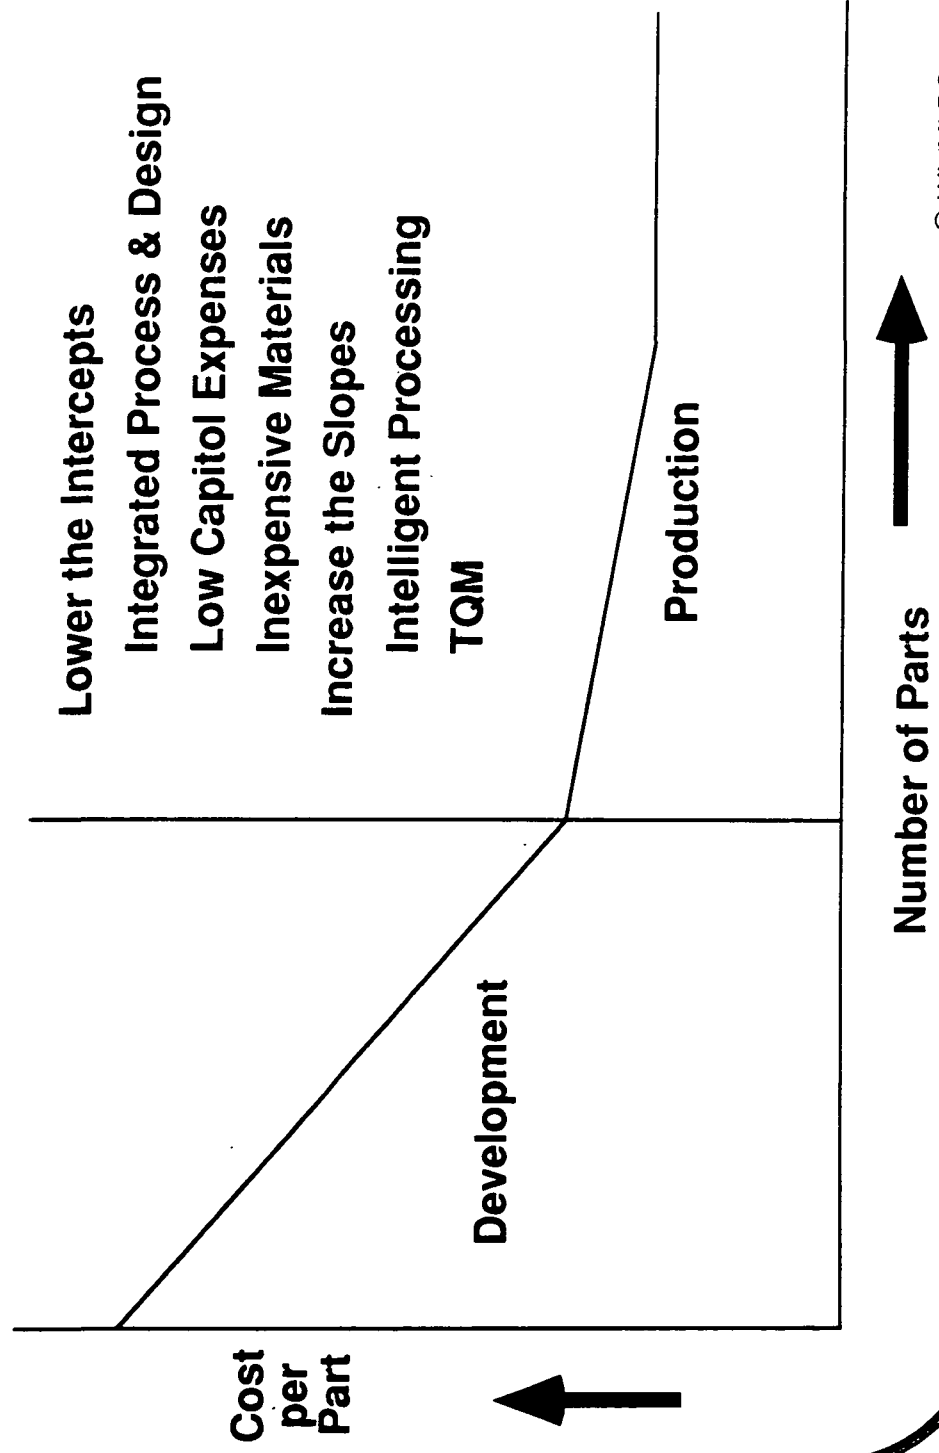 Lower the Intercepts
Integrated Process & Design
Low Capitol Expenses
Inexpensive Materials
Increase the Slopes
Intelligent Processing
TQM
Cost
per
Part
Development
Production
Number of Parts